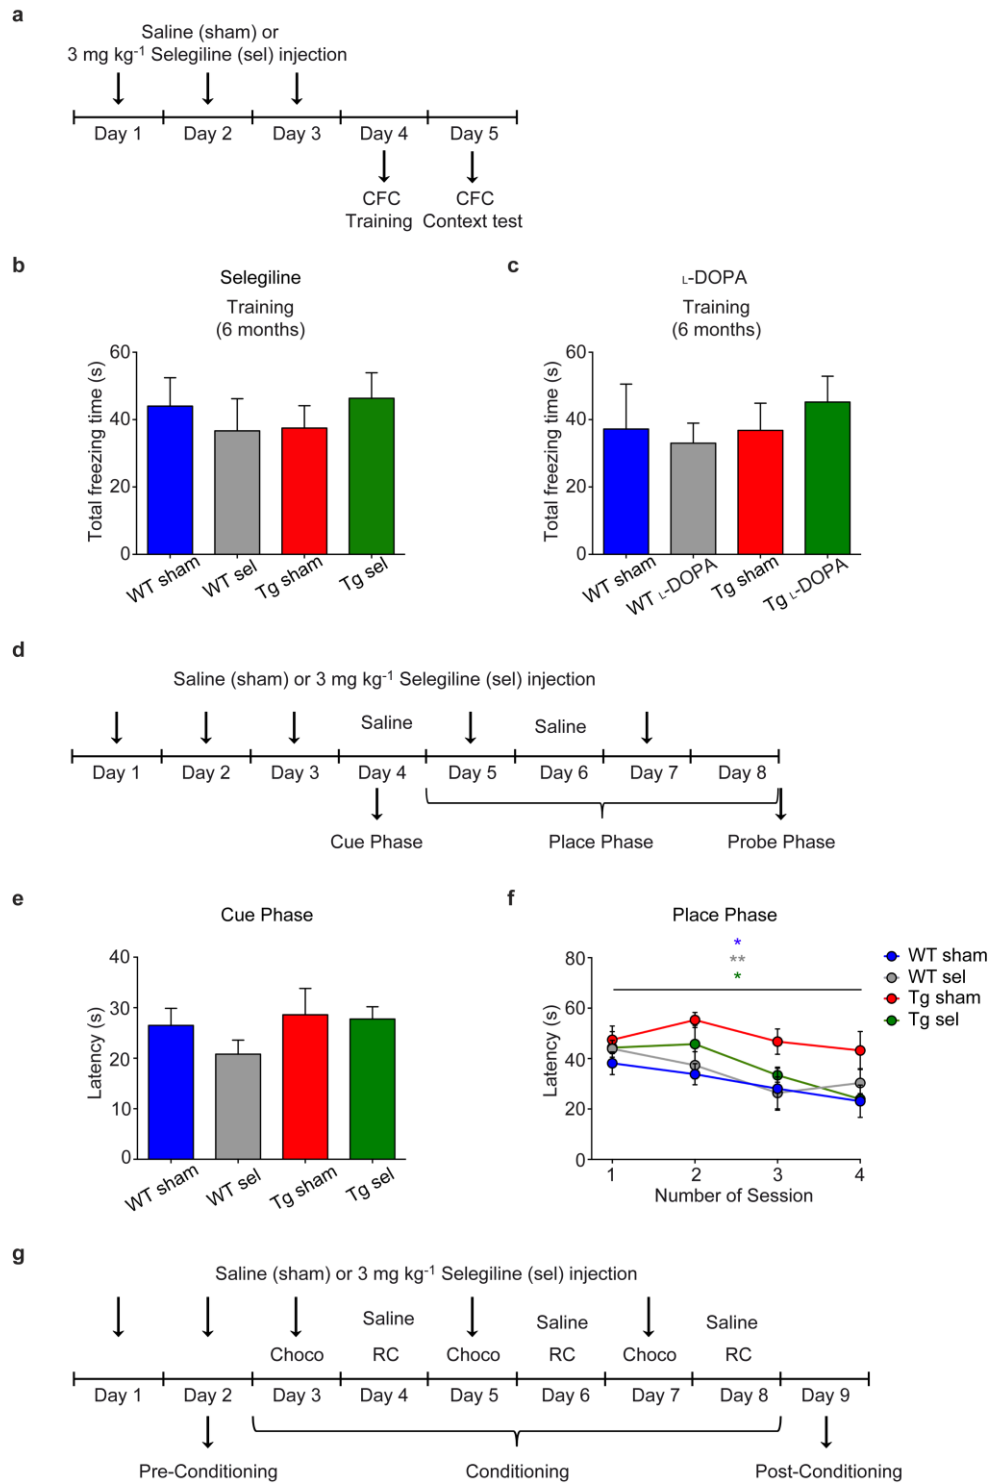 a
Saline (sham) or
3 mg kg⁻¹ Selegiline (sel) injection
Day 1 Day 2 Day 3 Day 4 Day 5
CFC Training CFC Context test
b
Selegiline
Training
(6 months)
Total freezing time (s)
60
40
20
0
WT sham WT sel Tg sham Tg sel
c
L-DOPA
Training
(6 months)
Total freezing time (s)
60
40
20
0
WT sham WT L-DOPA Tg sham Tg L-DOPA
d
Saline (sham) or 3 mg kg⁻¹ Selegiline (sel) injection
Saline Saline
Day 1 Day 2 Day 3 Day 4 Day 5 Day 6 Day 7 Day 8
Cue Phase Place Phase Probe Phase
e
Cue Phase
Latency (s)
40
30
20
10
0
WT sham WT sel Tg sham Tg sel
f
Place Phase
*
**
*
Latency (s)
80
60
40
20
0
1 2 3 4
Number of Session
WT sham
WT sel
Tg sham
Tg sel
g
Saline (sham) or 3 mg kg⁻¹ Selegiline (sel) injection
Saline Saline Saline
Choco RC Choco RC Choco RC
Day 1 Day 2 Day 3 Day 4 Day 5 Day 6 Day 7 Day 8 Day 9
Pre-Conditioning Conditioning Post-Conditioning